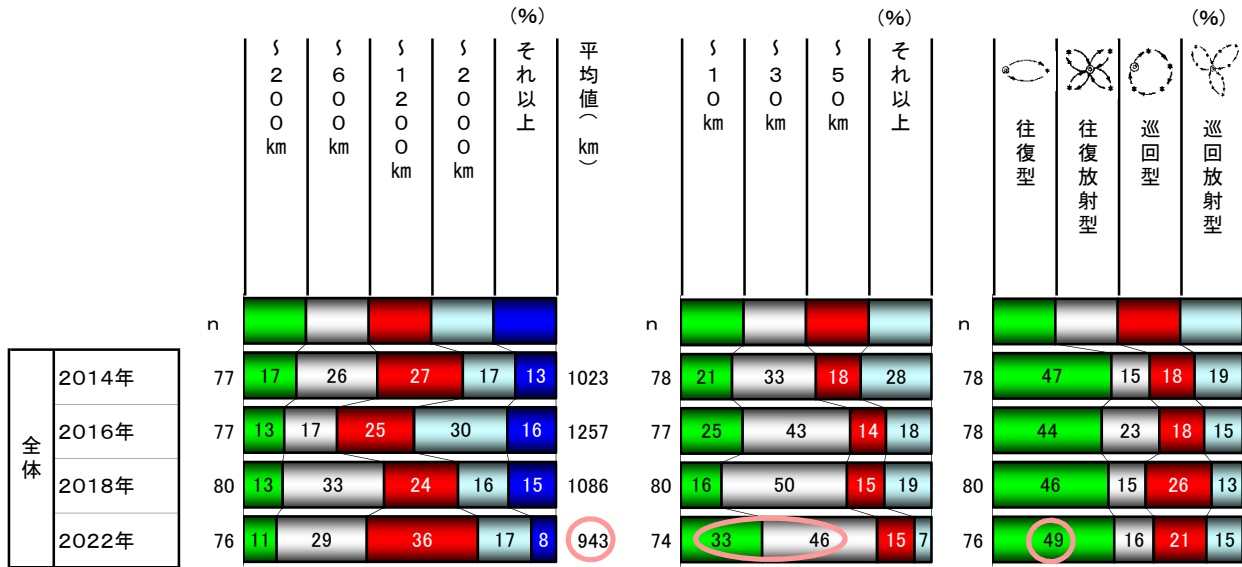 (%)
(%)
(%)
～200km
～600km
～1200km
～2000km
それ以上
平均値(km)
～10km
～30km
～50km
それ以上
往復型
往復放射型
巡回型
巡回放射型
n
n
n
全体
2014年 77 17 26 27 17 13 1023 78 21 33 18 28 78 47 15 18 19
2016年 77 13 17 25 30 16 1257 77 25 43 14 18 78 44 23 18 15
2018年 80 13 33 24 16 15 1086 80 16 50 15 19 80 46 15 26 13
2022年 76 11 29 36 17 8 943 74 33 46 15 7 76 49 16 21 15